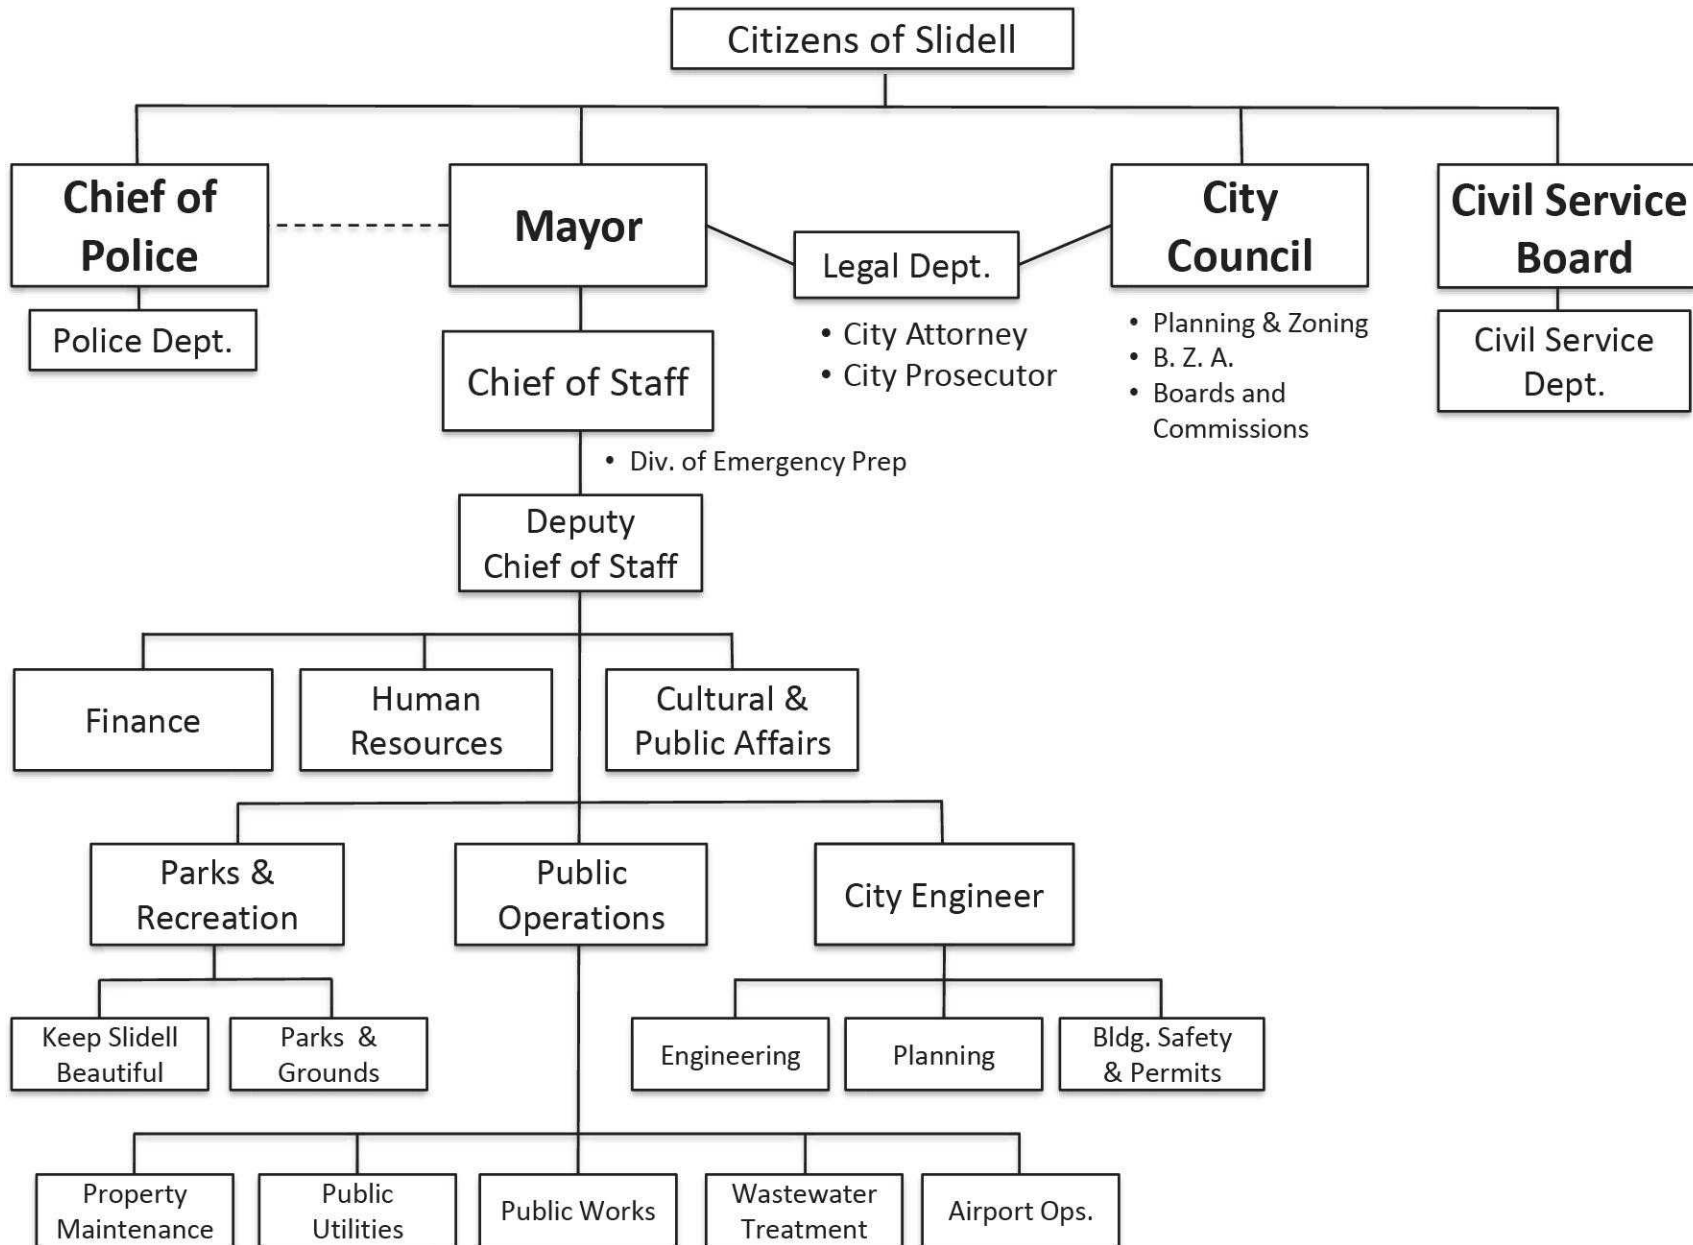 Citizens of Slidell
Chief of
Police
Mayor
City
Council
Civil Service
Board
Legal Dept.
Police Dept.
• City Attorney
• City Prosecutor
• Planning & Zoning
• B. Z. A.
• Boards and
Commissions
Civil Service
Dept.
Chief of Staff
• Div. of Emergency Prep
Deputy
Chief of Staff
Finance
Human
Resources
Cultural &
Public Affairs
Parks &
Recreation
Public
Operations
City Engineer
Keep Slidell
Beautiful
Parks &
Grounds
Engineering
Planning
Bldg. Safety
& Permits
Property
Maintenance
Public
Utilities
Public Works
Wastewater
Treatment
Airport Ops.